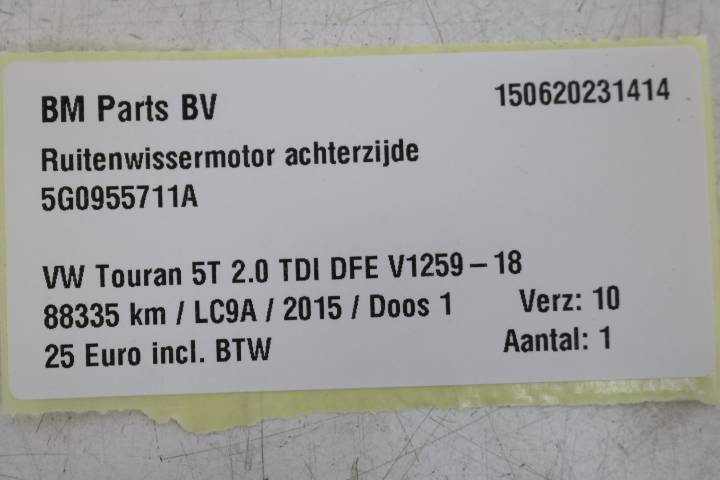 BM Parts BV 150620231414
Ruitenwissermotor achterzijde
5G0955711A
VW Touran 5T 2.0 TDI DFE V1259 – 18
88335 km / LC9A / 2015 / Doos 1 Verz: 10
25 Euro incl. BTW Aantal: 1